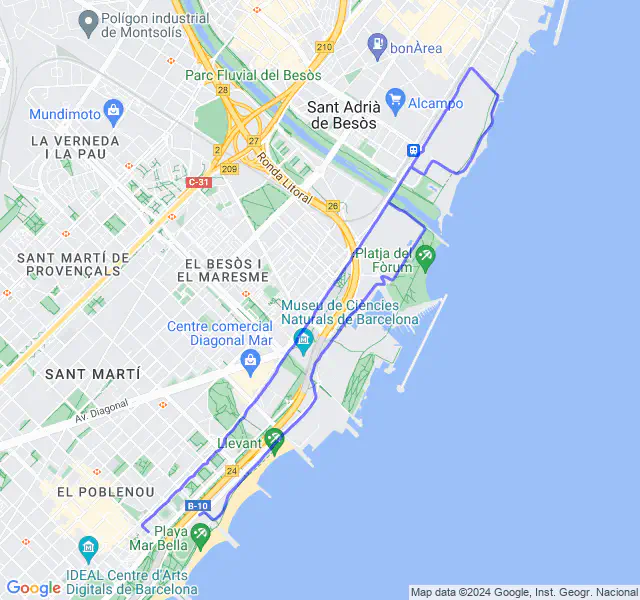 Polígon industrial
de Montsolís
210
bonÀrea
28
Parc Fluvial del Besòs
Sant Adrià
de Besòs
Alcampo
Mundimoto
LA VERNEDA
I LA PAU
2
27
209
C-31
Ronda Litoral
26
SANT MARTÍ DE
PROVENÇALS
EL BESÒS I
EL MARESME
Platja del
Fòrum
Museu de Ciències
Naturals de Barcelona
Centre comercial
Diagonal Mar
SANT MARTÍ
Av. Diagonal
Llevant
24
EL POBLENOU
B-10
Playa
Mar Bella
IDEAL Centre d'Arts
Digitals de Barcelona
Google
Map data ©2024 Google, Inst. Geogr. Nacional